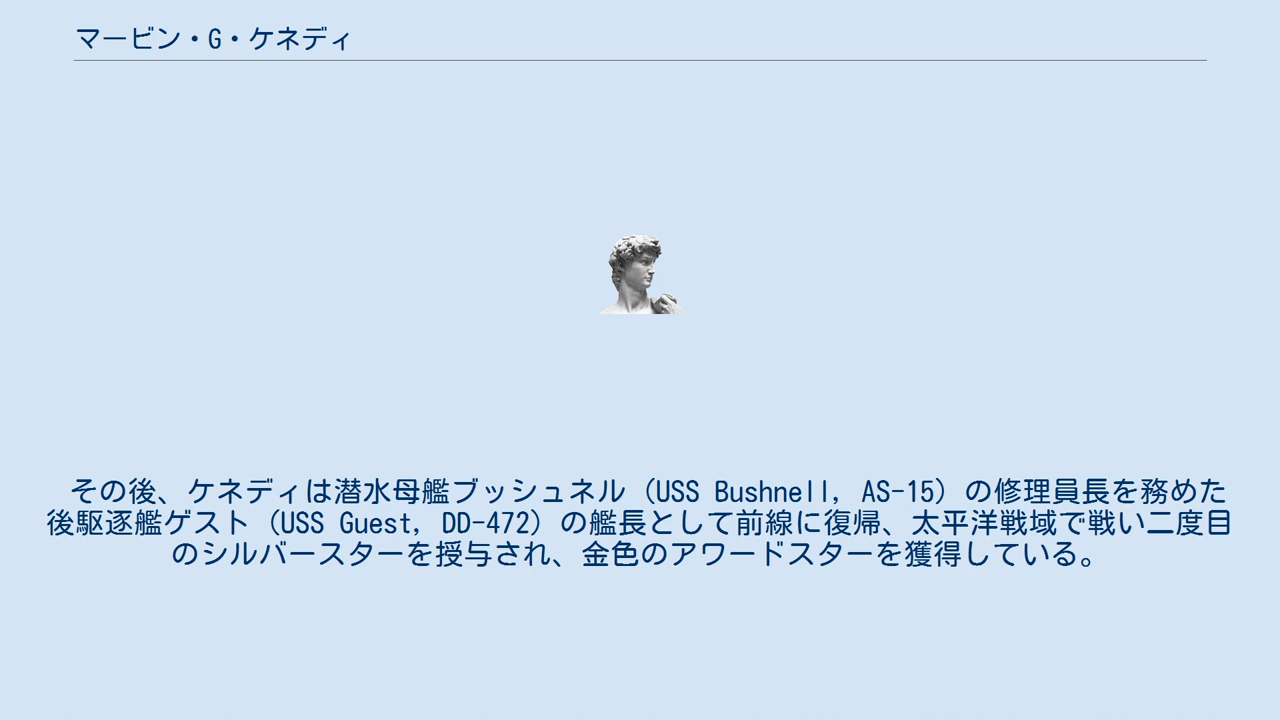 マービン・G・ケネディ
その後、ケネディは潜水母艦ブッシュネル（USS Bushnell, AS-15）の修理員長を務めた
後駆逐艦ゲスト（USS Guest, DD-472）の艦長として前線に復帰、太平洋戦域で戦い二度目
のシルバースターを授与され、金色のアワードスターを獲得している。